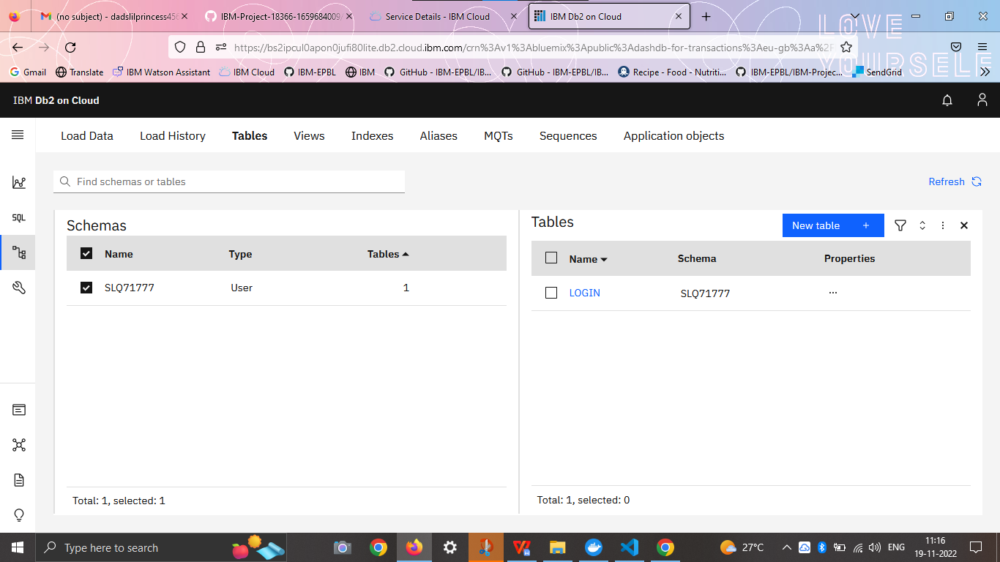 (no subject) - dadslilprincess456
IBM-Project-18366-1659684009/
Service Details - IBM Cloud
IBM Db2 on Cloud
LOVE
YOURSELF
https://bs2ipcul0apon0jufi80lite.db2.cloud.ibm.com/crn%3Av1%3Abluemix%3Apublic%3Adashdb-for-transactions%3Aeu-gb%3Aa%2F
Gmail
Translate
IBM Watson Assistant
IBM Cloud
IBM-EPBL
IBM
GitHub - IBM-EPBL/IB...
GitHub - IBM-EPBL/IB...
Recipe - Food - Nutriti...
IBM-EPBL/IBM-Projec...
SendGrid
IBM Db2 on Cloud
Load Data
Load History
Tables
Views
Indexes
Aliases
MQTs
Sequences
Application objects
SQL
Find schemas or tables
Refresh
Schemas
Name
Type
Tables
SLQ71777
User
1
Total: 1, selected: 1
Tables
New table +
Name
Schema
Properties
LOGIN
SLQ71777
...
Total: 1, selected: 0
Type here to search
27°C
ENG
11:16
19-11-2022